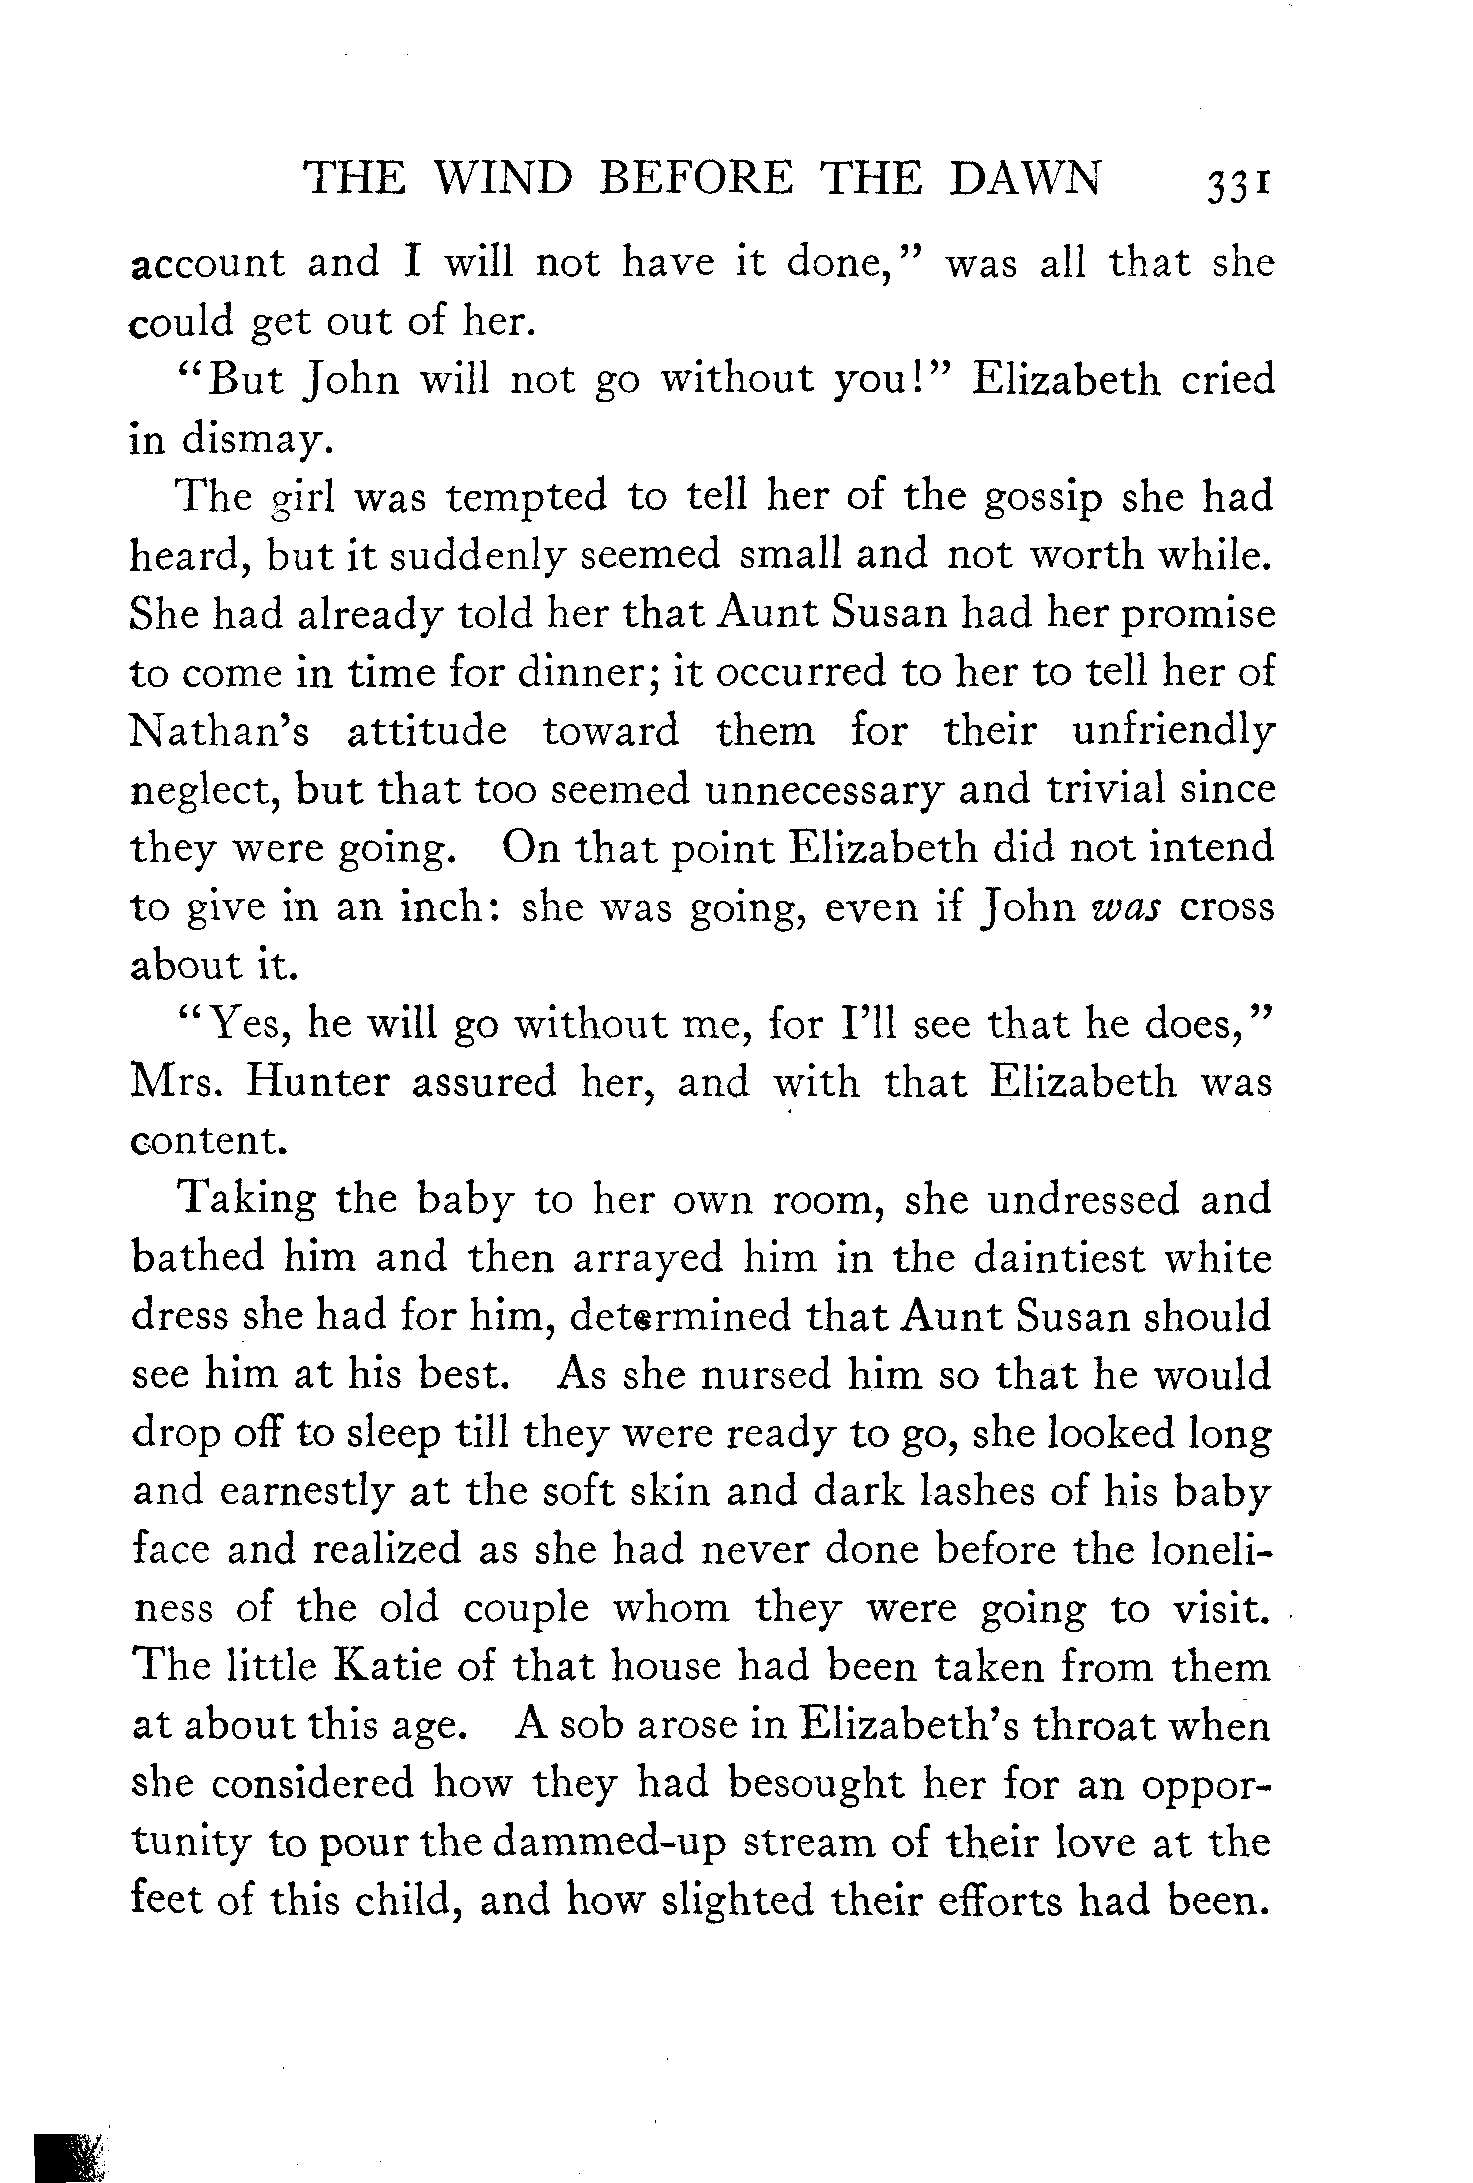 THE WIND BEFORE THE DAWN 331
account and I will not have it done,” was all that she
could get out of her.
“But John will not go without you!” Elizabeth cried
in dismay.
The girl was tempted to tell her of the gossip she had
heard, but it suddenly seemed small and not worth while.
She had already told her that Aunt Susan had her promise
to come in time for dinner; it occurred to her to tell her of
Nathan’s attitude toward them for their unfriendly
neglect, but that too seemed unnecessary and trivial since
they were going. On that point Elizabeth did not intend
to give in an inch: she was going, even if John was cross
about it.
“Yes, he will go without me, for I’ll see that he does,”
Mrs. Hunter assured her, and with that Elizabeth was
content.
Taking the baby to her own room, she undressed and
bathed him and then arrayed him in the daintiest white
dress she had for him, determined that Aunt Susan should
see him at his best. As she nursed him so that he would
drop off to sleep till they were ready to go, she looked long
and earnestly at the soft skin and dark lashes of his baby
face and realized as she had never done before the loneli-
ness of the old couple whom they were going to visit.
The little Katie of that house had been taken from them
at about this age. A sob arose in Elizabeth’s throat when
she considered how they had besought her for an oppor-
tunity to pour the dammed-up stream of their love at the
feet of this child, and how slighted their efforts had been.